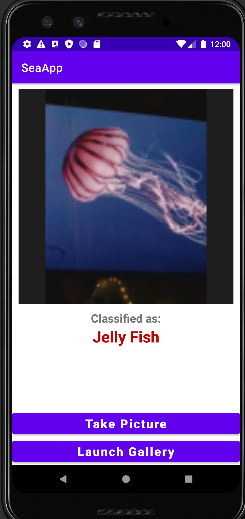 12:00
SeaApp
Classified as:
Jelly Fish
Take Picture
Launch Gallery